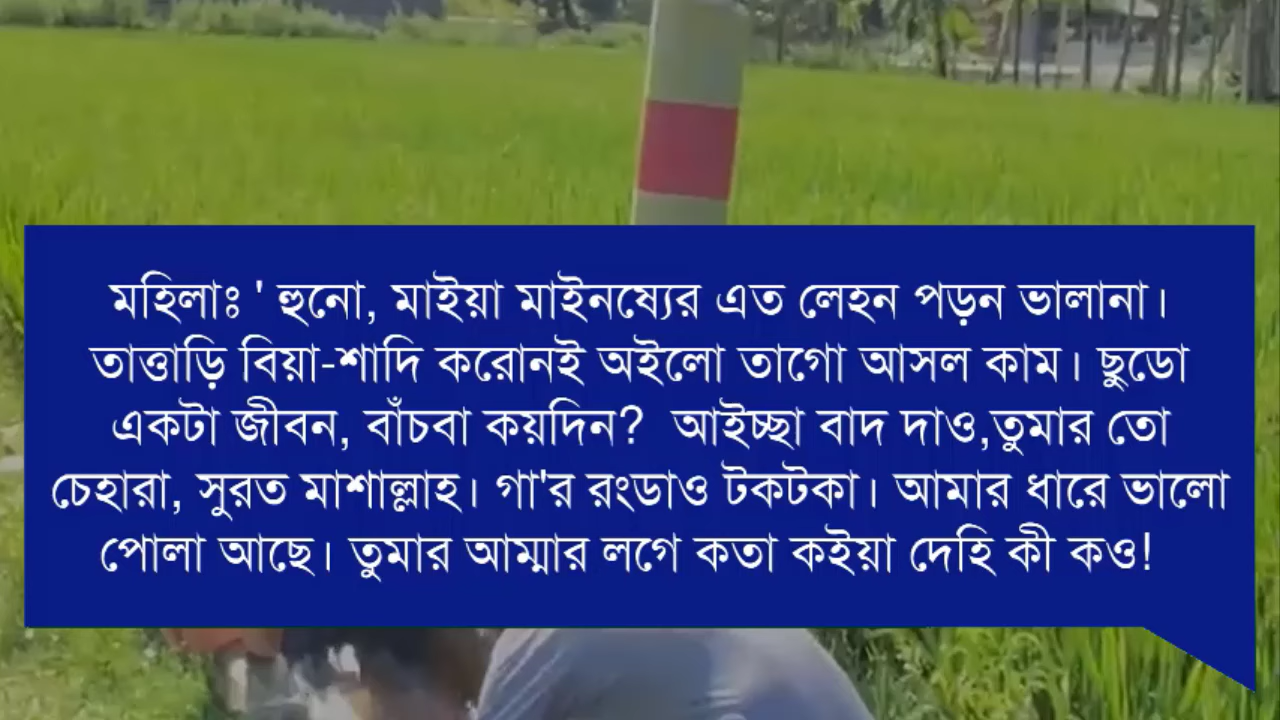 মহিলাঃ ' হুনো, মাইয়া মাইনষ্যের এত লেহন পড়ন ভালানা।
তাত্তাড়ি বিয়া-শাদি করোনই অইলো তাগো আসল কাম। ছুডো
একটা জীবন, বাঁচবা কয়দিন? আইচ্ছা বাদ দাও,তুমার তো
চেহারা, সুরত মাশাল্লাহ। গা'র রংডাও টকটকা। আমার ধারে ভালো
পোলা আছে। তুমার আম্মার লগে কতা কইয়া দেহি কী কও!